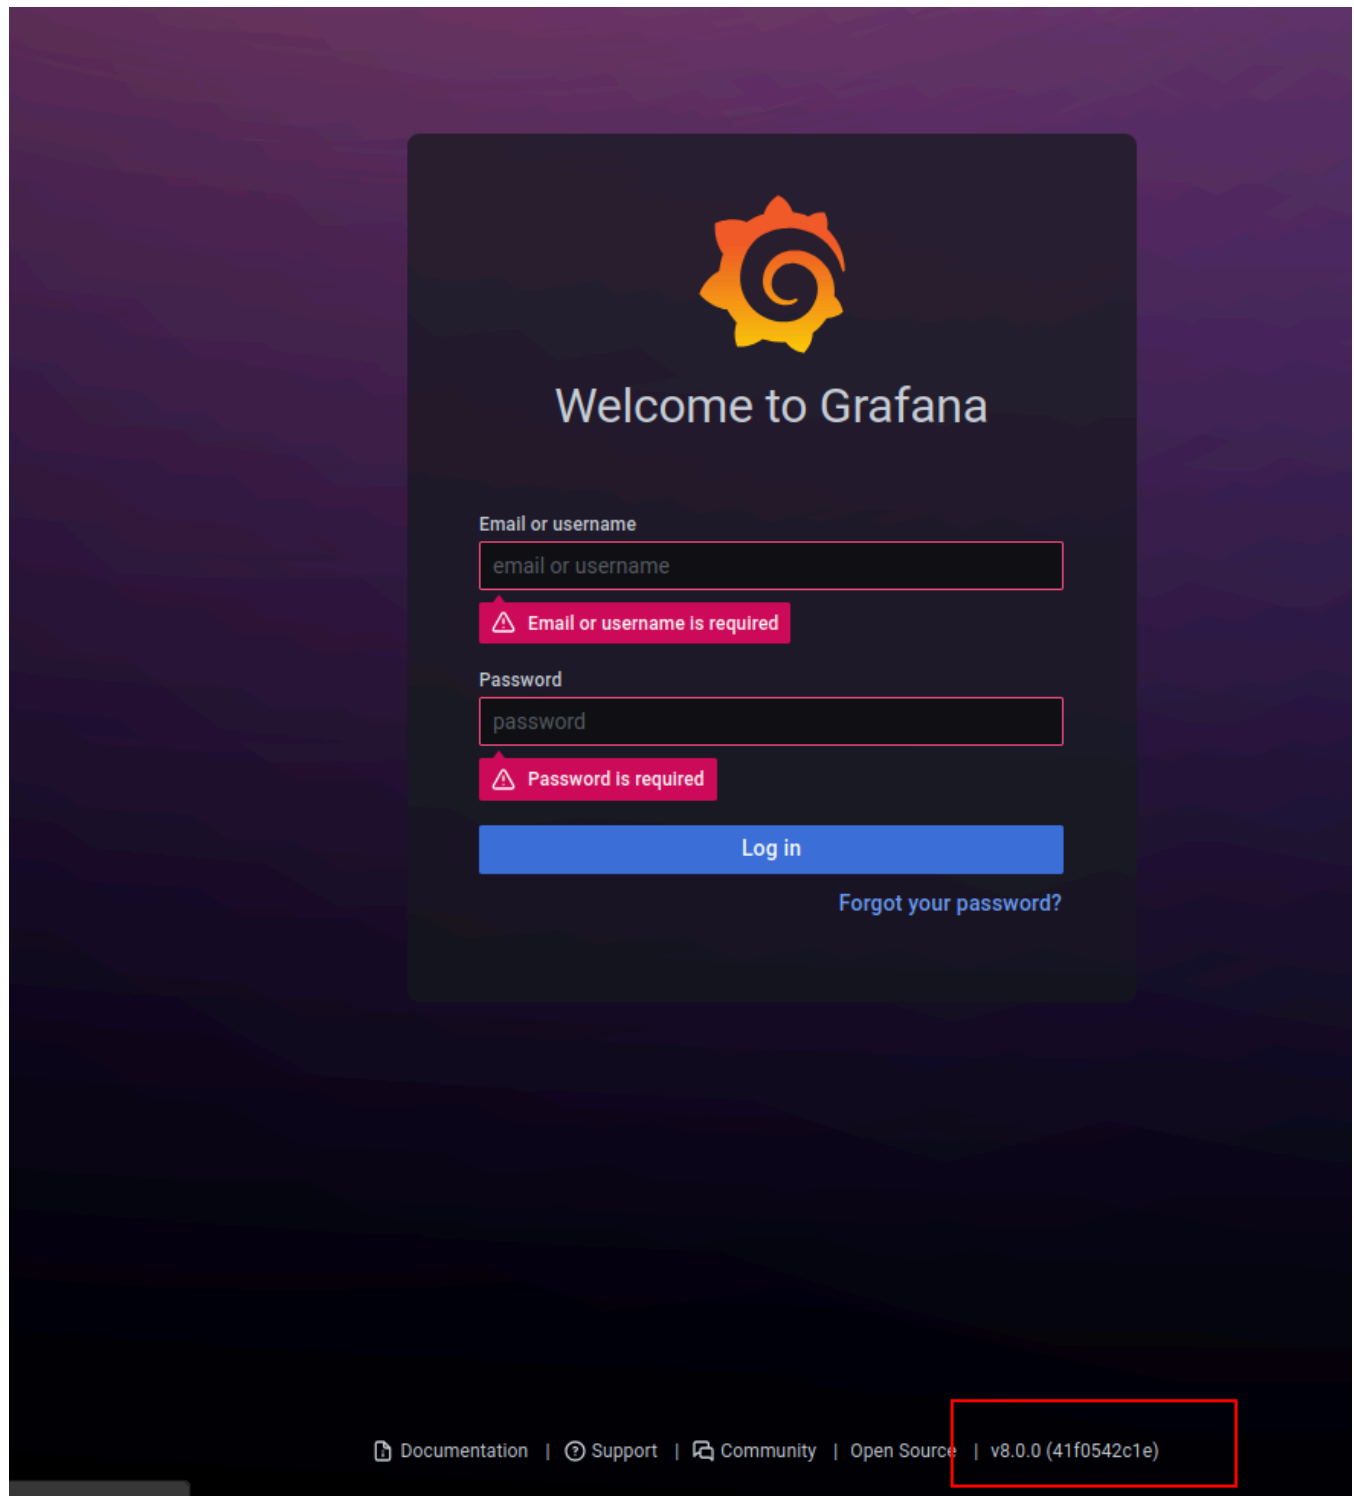 Welcome to Grafana
Email or username
email or username
Email or username is required
Password
password
Password is required
Log in
Forgot your password?
Documentation | Support | Community | Open Source | v8.0.0 (41f0542c1e)